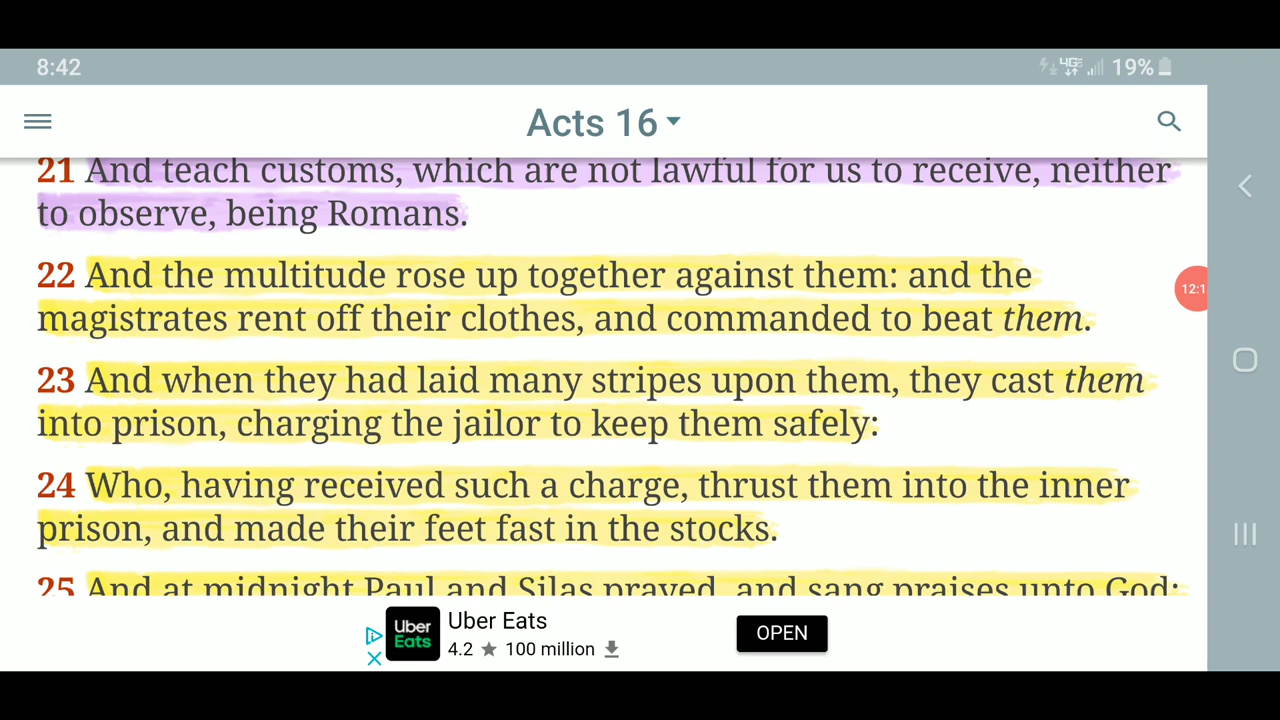 8:42
4GE 19%
Acts 16
21 And teach customs, which are not lawful for us to receive, neither
to observe, being Romans.
22 And the multitude rose up together against them: and the
12:1
magistrates rent off their clothes, and commanded to beat them.
23 And when they had laid many stripes upon them, they cast them
into prison, charging the jailor to keep them safely:
24 Who, having received such a charge, thrust them into the inner
prison, and made their feet fast in the stocks.
25 And at midnight Paul and Silas prayed, and sang praises unto God:
Uber Eats
Uber Eats
4.2 ★ 100 million
OPEN